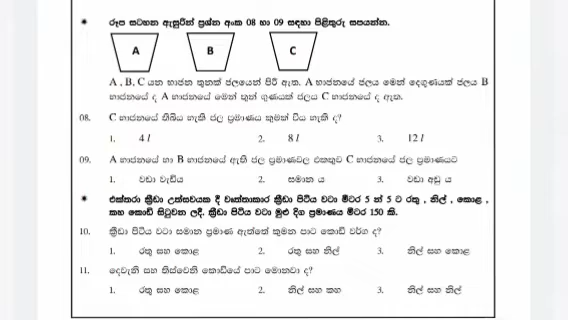 * රූප සටහන ඇසුරින් ප්‍රශ්න අංක 08 හා 09 සඳහා පිළිතුරු සපයන්න.
A B C
A , B, C යන භාජන තුනක් ජලයෙන් පිරී ඇත. A භාජනයේ ජලය මෙන් දෙගුණයක් ජලය B
භාජනයේ ද A භාජනයේ මෙන් තුන් ගුණයක් ජලය C භාජනයේ ද ඇත.
08. C භාජනයේ තිබිය හැකි ජල ප්‍රමාණය කුමක් විය හැකි ද?
1. 4 l 2. 8 l 3. 12 l
09. A භාජනයේ හා B භාජනයේ ඇති ජල ප්‍රමාණවල එකතුව C භාජනයේ ජල ප්‍රමාණයට
1. වඩා වැඩිය 2. සමාන ය 3. වඩා අඩු ය
* එක්තරා ක්‍රීඩා උත්සවයක දී වෘත්තාකාර ක්‍රීඩා පිටිය වටා මීටර 5 න් 5 ට රතු , නිල් , කොළ ,
කහ කොඩි සිටුවන ලදී. ක්‍රීඩා පිටිය වටා මුළු දිග ප්‍රමාණය මීටර 150 කි.
10. ක්‍රීඩා පිටිය වටා සමාන ප්‍රමාණ ඇත්තේ කුමන පාට කොඩි වර්ග ද?
1. රතු සහ කොළ 2. රතු සහ නිල් 3. නිල් සහ කොළ
11. දෙවැනි සහ තිස්වෙනි කොඩියේ පාට මොනවා ද?
1. රතු සහ කොළ 2. නිල් සහ කහ 3. නිල් සහ නිල්